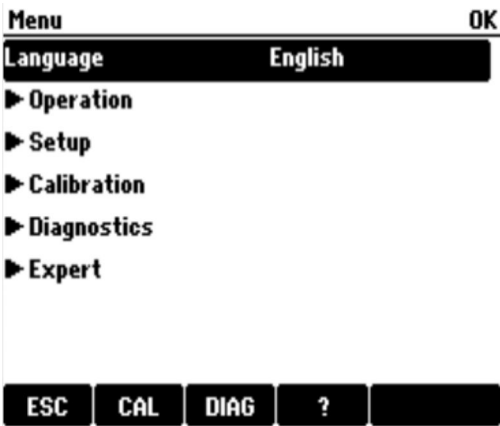 Menu OK
Language English
Operation
Setup
Calibration
Diagnostics
Expert
ESC CAL DIAG ?